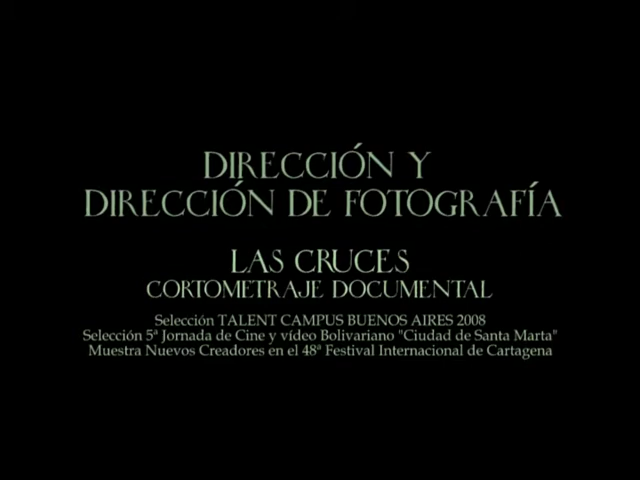 DIRECCIÓN Y
DIRECCIÓN DE FOTOGRAFÍA
LAS CRUCES
CORTOMETRAJE DOCUMENTAL
Selección TALENT CAMPUS BUENOS AIRES 2008
Selección 5ª Jornada de Cine y vídeo Bolivariano "Ciudad de Santa Marta"
Muestra Nuevos Creadores en el 48ª Festival Internacional de Cartagena